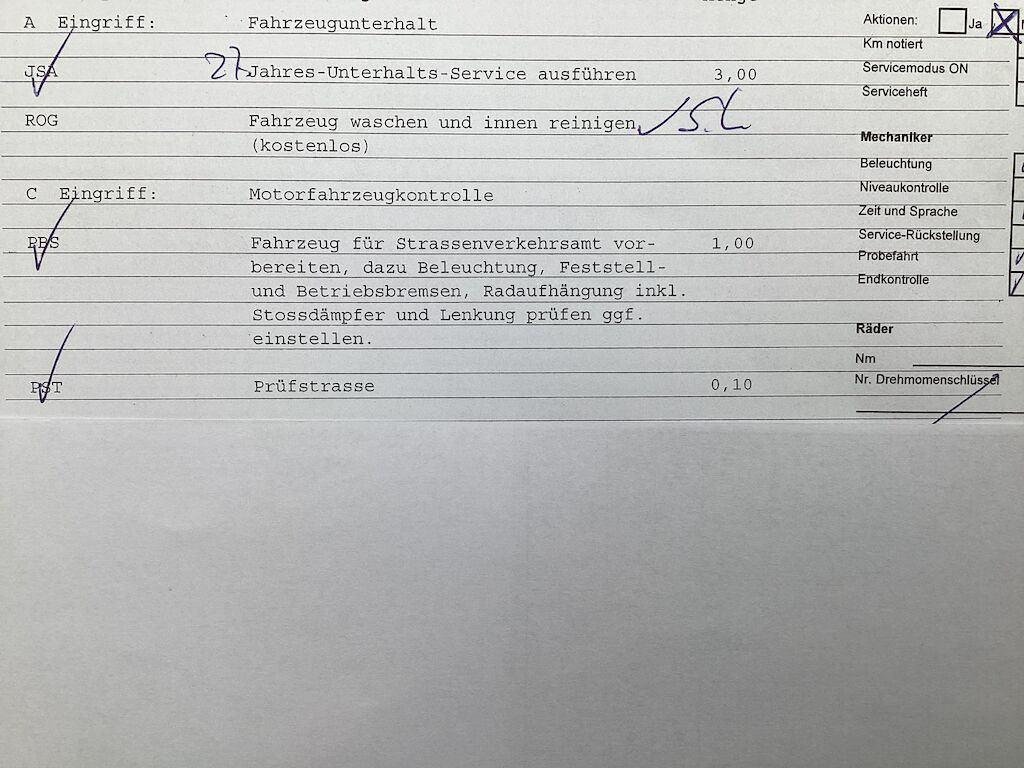 A Eingriff: Fahrzeugunterhalt
JSA 27. Jahres-Unterhalts-Service ausführen 3,00
ROG Fahrzeug waschen und innen reinigen
(kostenlos)
C Eingriff: Motorfahrzeugkontrolle
Fahrzeug für Strassenverkehrsamt vor- 1,00
bereiten, dazu Beleuchtung, Feststell-
und Betriebsbremsen, Radaufhängung inkl.
Stossdämpfer und Lenkung prüfen ggf.
einstellen.
PST Prüfstrasse 0,10
Aktionen: Ja
Km notiert
Servicemodus ON
Serviceheft
Mechaniker
Beleuchtung
Niveaukontrolle
Zeit und Sprache
Service-Rückstellung
Probefahrt
Endkontrolle
Räder
Nm
Nr. Drehmomenschlüssel